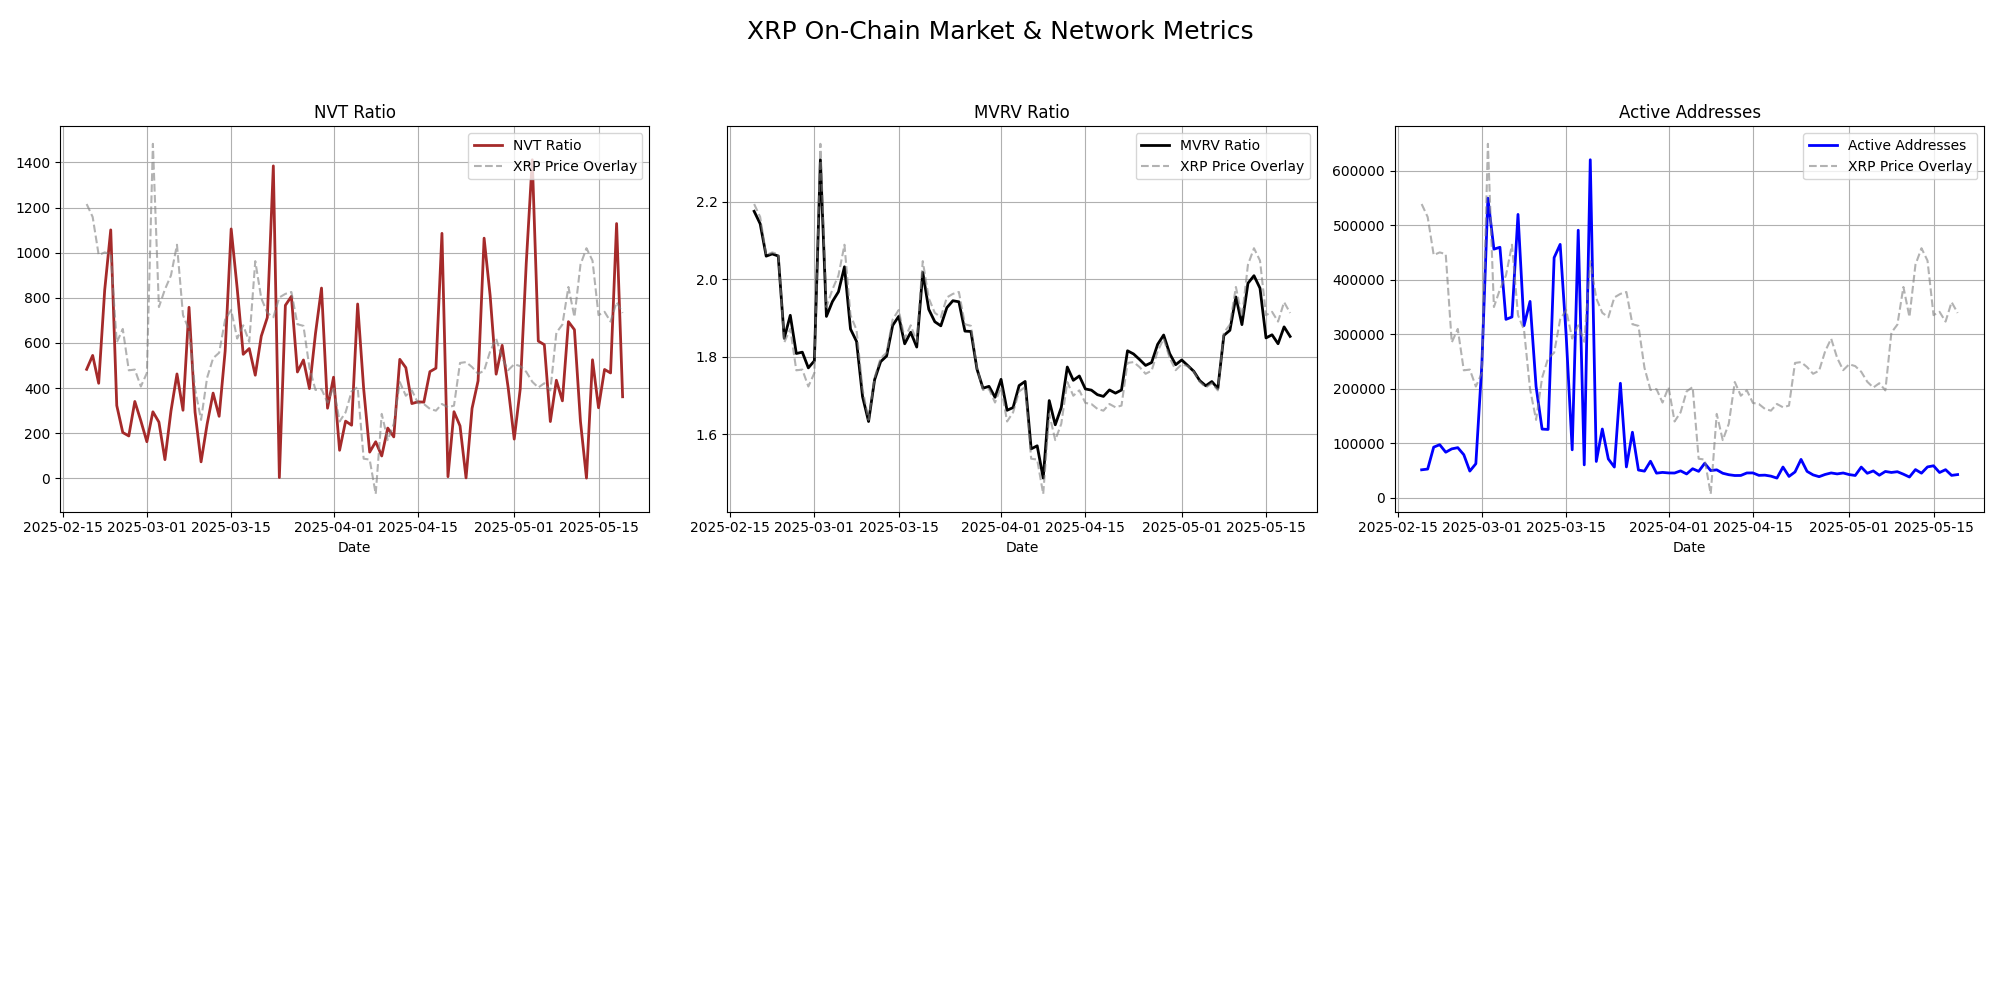 XRP On-Chain Market & Network Metrics
NVT Ratio
NVT Ratio
XRP Price Overlay
1400
1200
1000
800
600
400
200
0
2025-02-15 2025-03-01 2025-03-15 2025-04-01 2025-04-15 2025-05-01 2025-05-15
Date
MVRV Ratio
MVRV Ratio
XRP Price Overlay
2.2
2.0
1.8
1.6
2025-02-15 2025-03-01 2025-03-15 2025-04-01 2025-04-15 2025-05-01 2025-05-15
Date
Active Addresses
Active Addresses
XRP Price Overlay
600000
500000
400000
300000
200000
100000
0
2025-02-15 2025-03-01 2025-03-15 2025-04-01 2025-04-15 2025-05-01 2025-05-15
Date